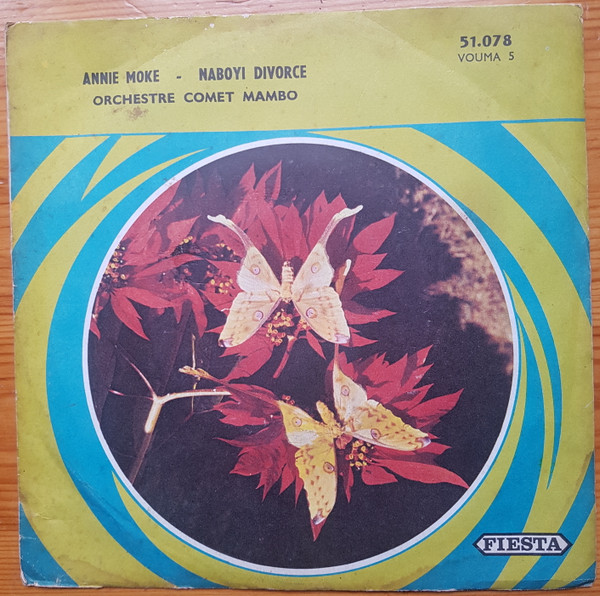 51.078
VOUMA 5
ANNIE MOKE - NABOYI DIVORCE
ORCHESTRE COMET MAMBO
FIESTA